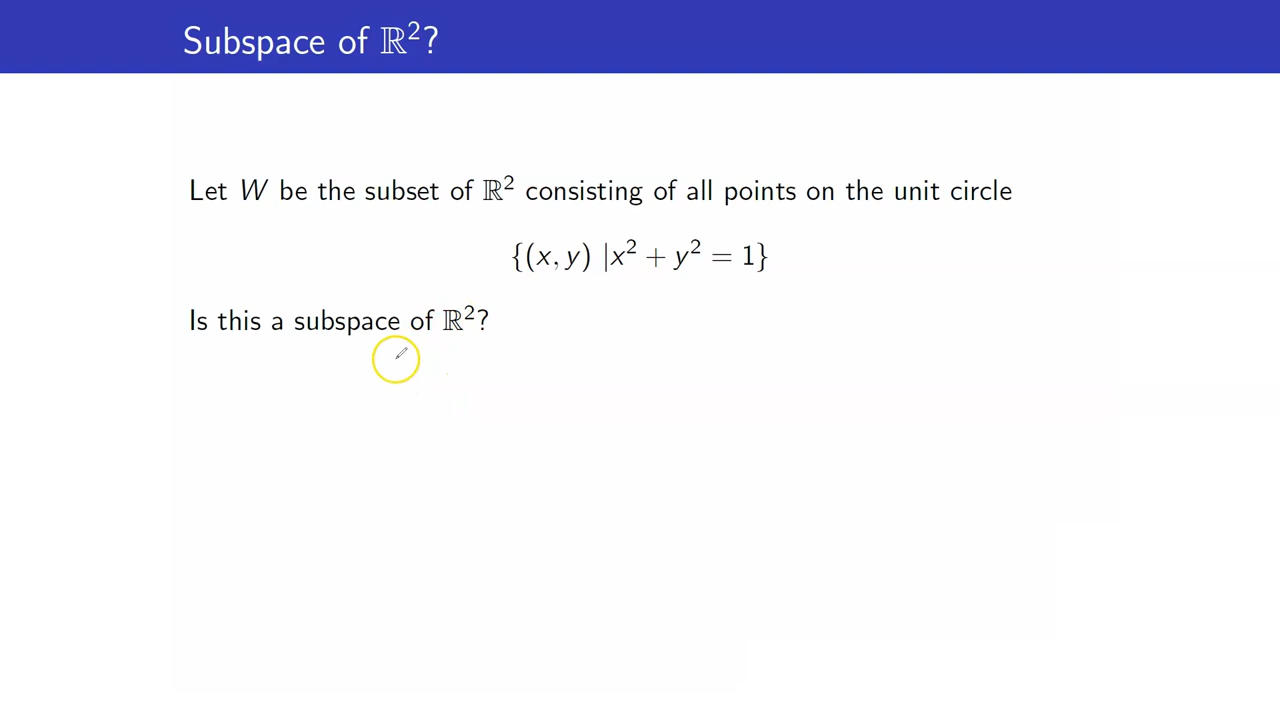 Subspace of ℝ²?
Let W be the subset of ℝ² consisting of all points on the unit circle
{(x, y) |x² + y² = 1}
Is this a subspace of ℝ²?